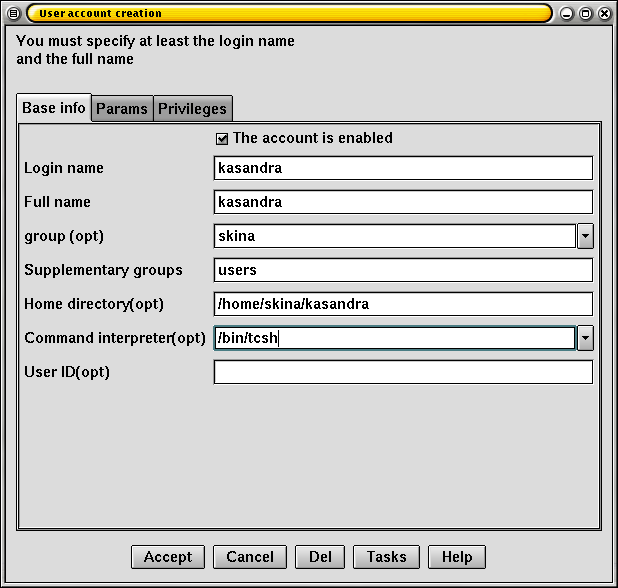 User account creation
You must specify at least the login name
and the full name
Base info Params Privileges
The account is enabled
Login name kasandra
Full name kasandra
group (opt) skina
Supplementary groups users
Home directory(opt) /home/skina/kasandra
Command interpreter(opt) /bin/tcsh
User ID(opt)
Accept Cancel Del Tasks Help